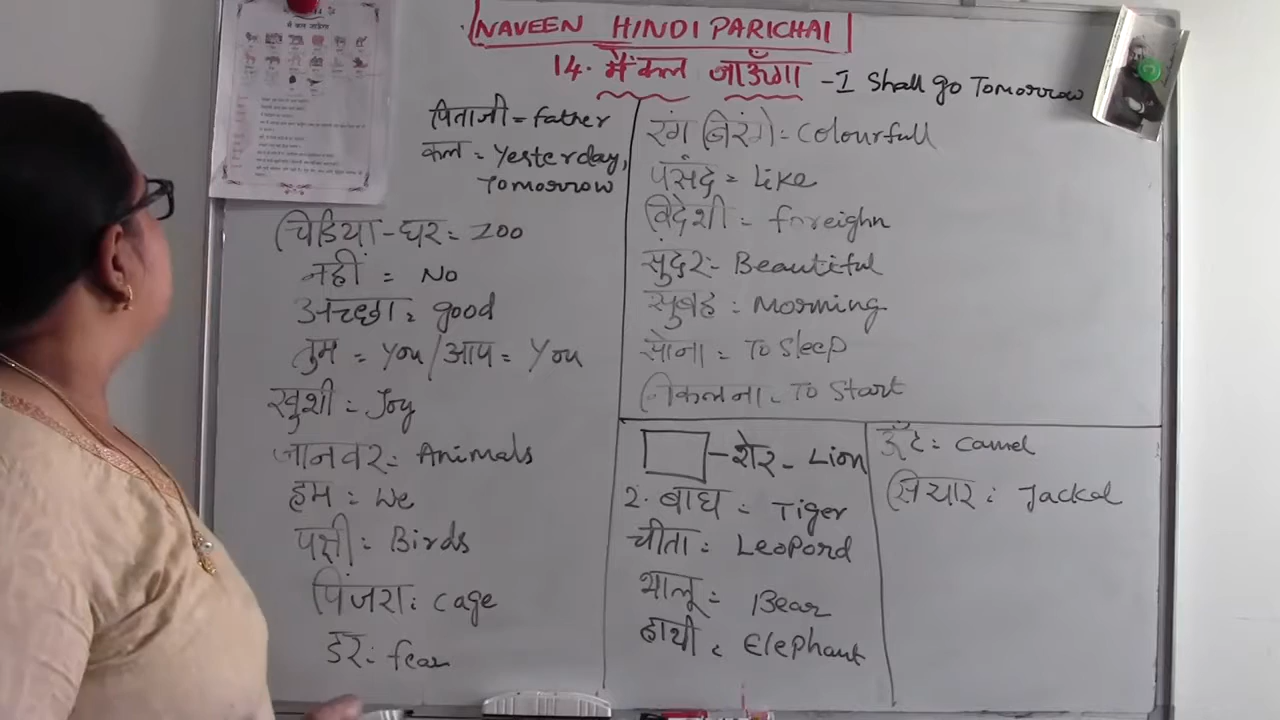 NAVEEN HINDI PARICHAI
14. मैं कल जाऊँगा - I Shall go Tomorrow
पिताजी = Father
कल = Yesterday,
Tomorrow
चिडिया-घर = Zoo
नहीं = No
अच्छा = good
तुम = You / आप = You
खुशी = Joy
जानवर = Animals
हम = We
पक्षी = Birds
पिंजरा = cage
डर = fear
रंग (बिरंग) = Colourfull
पसंद = Like
विदेशी = foreighn
सुंदर = Beautiful
सुबह = Morning
सोना = To Sleep
निकलना = To Start
शेर - Lion
2. बाघ = Tiger
चीता = Leopord
भालू = Bear
हाथी = Elephant
ऊँट = Camel
सियार = Jackal